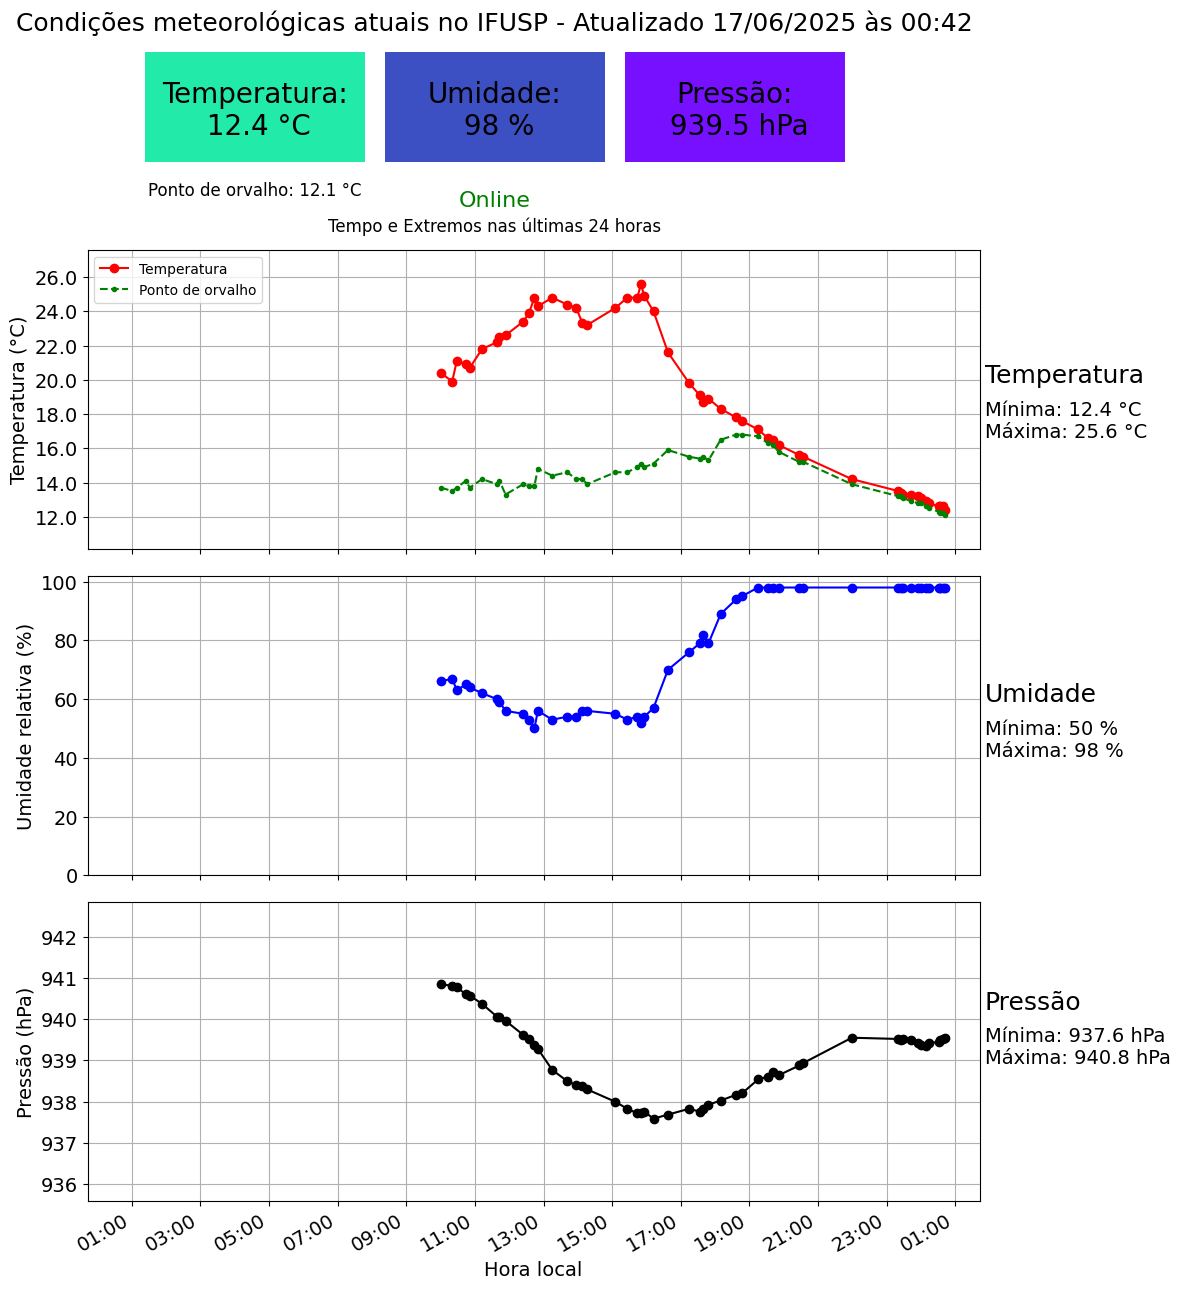 Condições meteorológicas atuais no IFUSP - Atualizado 17/06/2025 às 00:42
Temperatura:
12.4 °C
Umidade:
98 %
Pressão:
939.5 hPa
Ponto de orvalho: 12.1 °C
Online
Tempo e Extremos nas últimas 24 horas
Temperatura
Ponto de orvalho
Temperatura (°C)
26.0
24.0
22.0
20.0
18.0
16.0
14.0
12.0
Temperatura
Mínima: 12.4 °C
Máxima: 25.6 °C
Umidade relativa (%)
100
80
60
40
20
0
Umidade
Mínima: 50 %
Máxima: 98 %
Pressão (hPa)
942
941
940
939
938
937
936
Pressão
Mínima: 937.6 hPa
Máxima: 940.8 hPa
01:00 03:00 05:00 07:00 09:00 11:00 13:00 15:00 17:00 19:00 21:00 23:00 01:00
Hora local